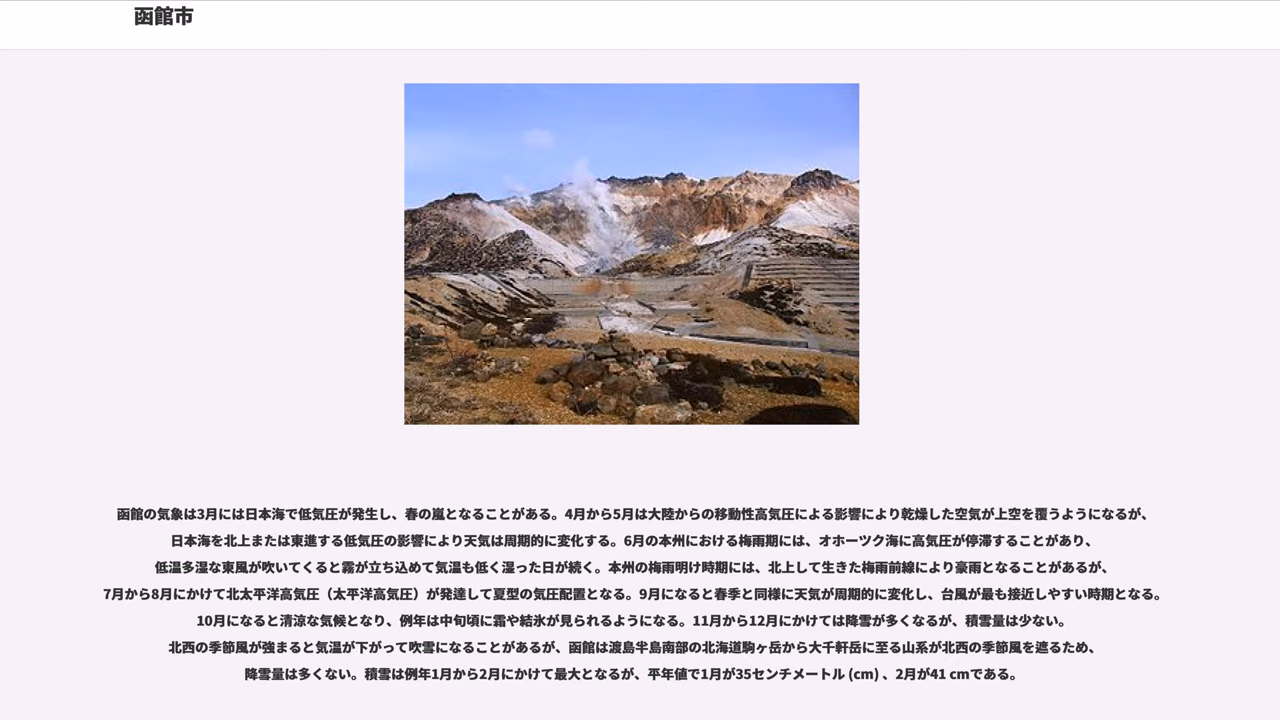 函館市
函館の気象は3月には日本海で低気圧が発生し、春の嵐となることがある。4月から5月は大陸からの移動性高気圧による影響により乾燥した空気が上空を覆うようになるが、
日本海を北上または東進する低気圧の影響により天気は周期的に変化する。6月の本州における梅雨期には、オホーツク海に高気圧が停滞することがあり、
低温多湿な東風が吹いてくると霧が立ち込めて気温も低く湿った日が続く。本州の梅雨明け時期には、北上して生きた梅雨前線により豪雨となることがあるが、
7月から8月にかけて北太平洋高気圧（太平洋高気圧）が発達して夏型の気圧配置となる。9月になると春季と同様に天気が周期的に変化し、台風が最も接近しやすい時期となる。
10月になると清涼な気候となり、例年は中旬頃に霜や結氷が見られるようになる。11月から12月にかけては降雪が多くなるが、積雪量は少ない。
北西の季節風が強まると気温が下がって吹雪になることがあるが、函館は渡島半島南部の北海道駒ヶ岳から大千軒岳に至る山系が北西の季節風を遮るため、
降雪量は多くない。積雪は例年1月から2月にかけて最大となるが、平年値で1月が35センチメートル (cm) 、2月が41 cmである。